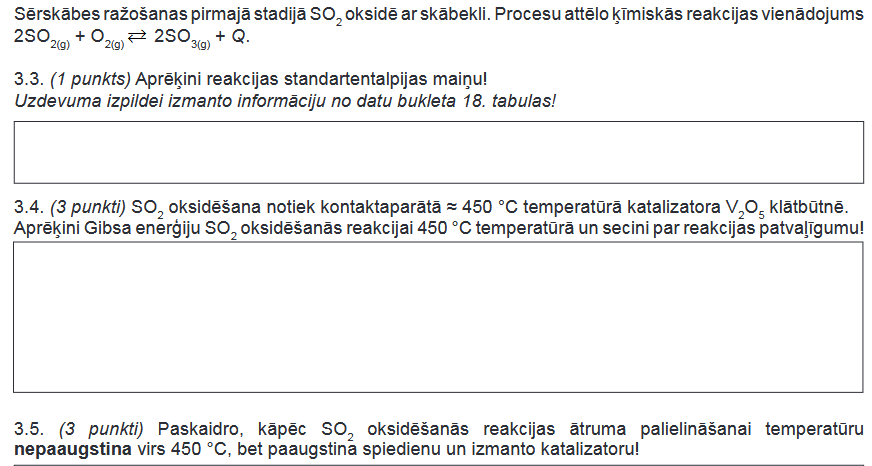 Sērskābes ražošanas pirmajā stadijā SO₂ oksidē ar skābekli. Procesu attēlo ķīmiskās reakcijas vienādojums
2SO₂(g) + O₂(g) ⇄ 2SO₃(g) + Q.
3.3. (1 punkts) Aprēķini reakcijas standartentalpijas maiņu!
Uzdevuma izpildei izmanto informāciju no datu bukleta 18. tabulas!
3.4. (3 punkti) SO₂ oksidēšana notiek kontaktaparātā ≈ 450 °C temperatūrā katalizatora V₂O₅ klātbūtnē.
Aprēķini Gibsa enerģiju SO₂ oksidēšanās reakcijai 450 °C temperatūrā un secini par reakcijas patvaļīgumu!
3.5. (3 punkti) Paskaidro, kāpēc SO₂ oksidēšanās reakcijas ātruma palielināšanai temperatūru
nepaaugstina virs 450 °C, bet paaugstina spiedienu un izmanto katalizatoru!